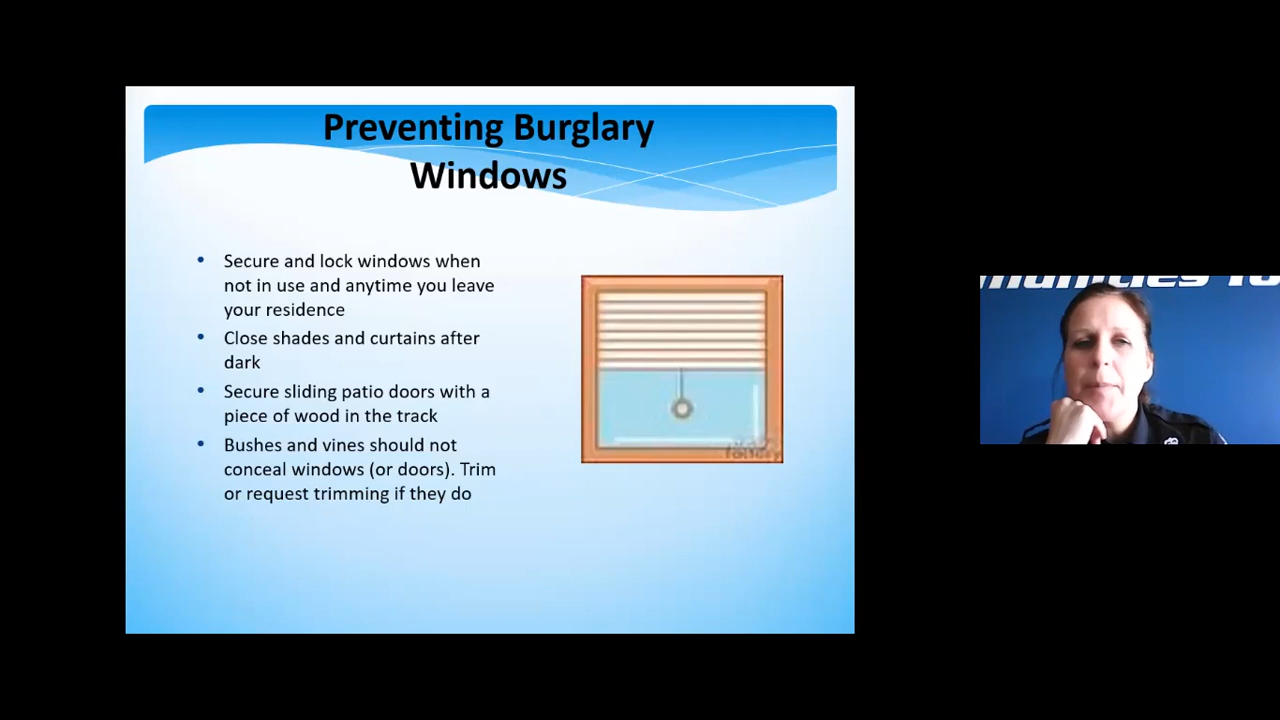 Preventing Burglary
Windows
• Secure and lock windows when
not in use and anytime you leave
your residence
• Close shades and curtains after
dark
• Secure sliding patio doors with a
piece of wood in the track
• Bushes and vines should not
conceal windows (or doors). Trim
or request trimming if they do